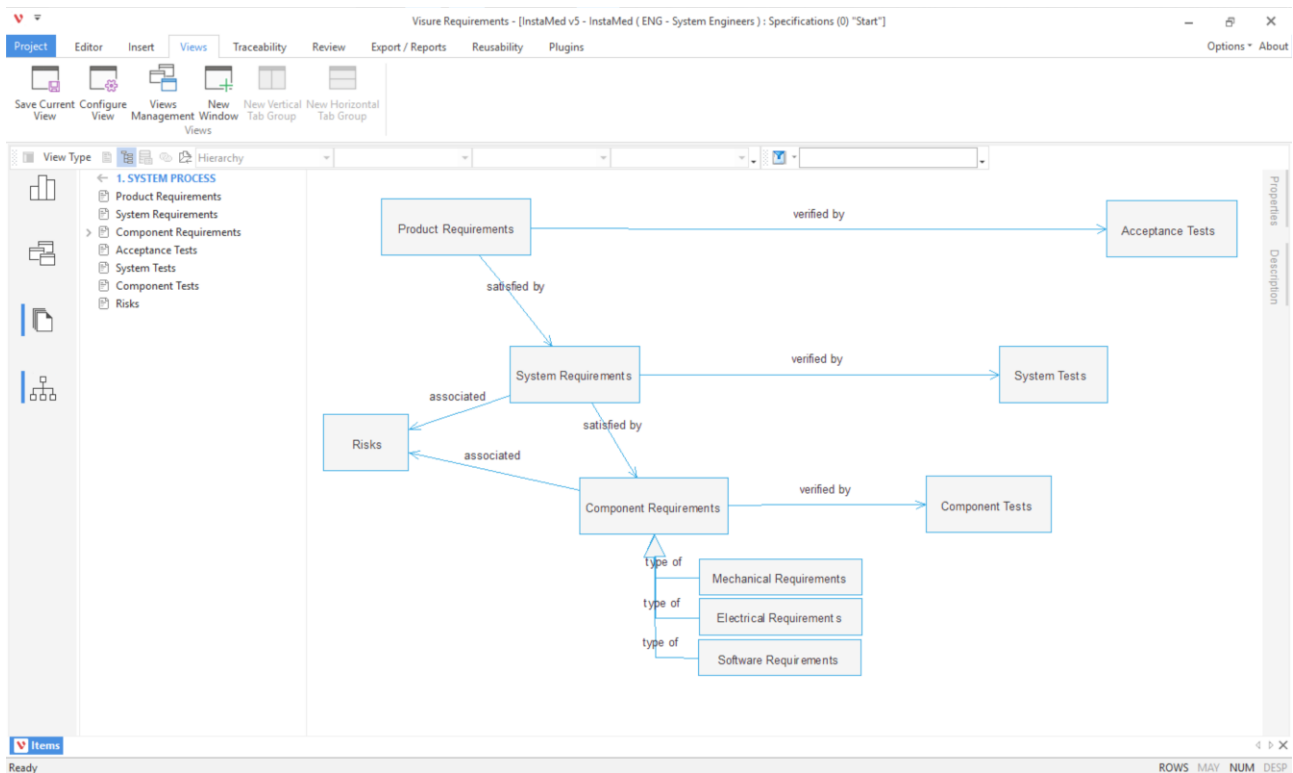 Visure Requirements - [InstaMed v5 - InstaMed ( ENG - System Engineers ) : Specifications (0) "Start"]
Project Editor Insert Views Traceability Review Export / Reports Reusability Plugins Options About
Save Current View
Configure View
Views Management
New Window
New Vertical Tab Group
New Horizontal Tab Group
Views
View Type Hierarchy
1. SYSTEM PROCESS
Product Requirements
System Requirements
Component Requirements
Acceptance Tests
System Tests
Component Tests
Risks
Product Requirements
verified by
Acceptance Tests
satisfied by
System Requirements
verified by
System Tests
associated
satisfied by
Risks
associated
Component Requirements
verified by
Component Tests
type of
Mechanical Requirements
type of
Electrical Requirements
type of
Software Requirements
Properties
Description
Items
Ready
ROWS MAY NUM DESP